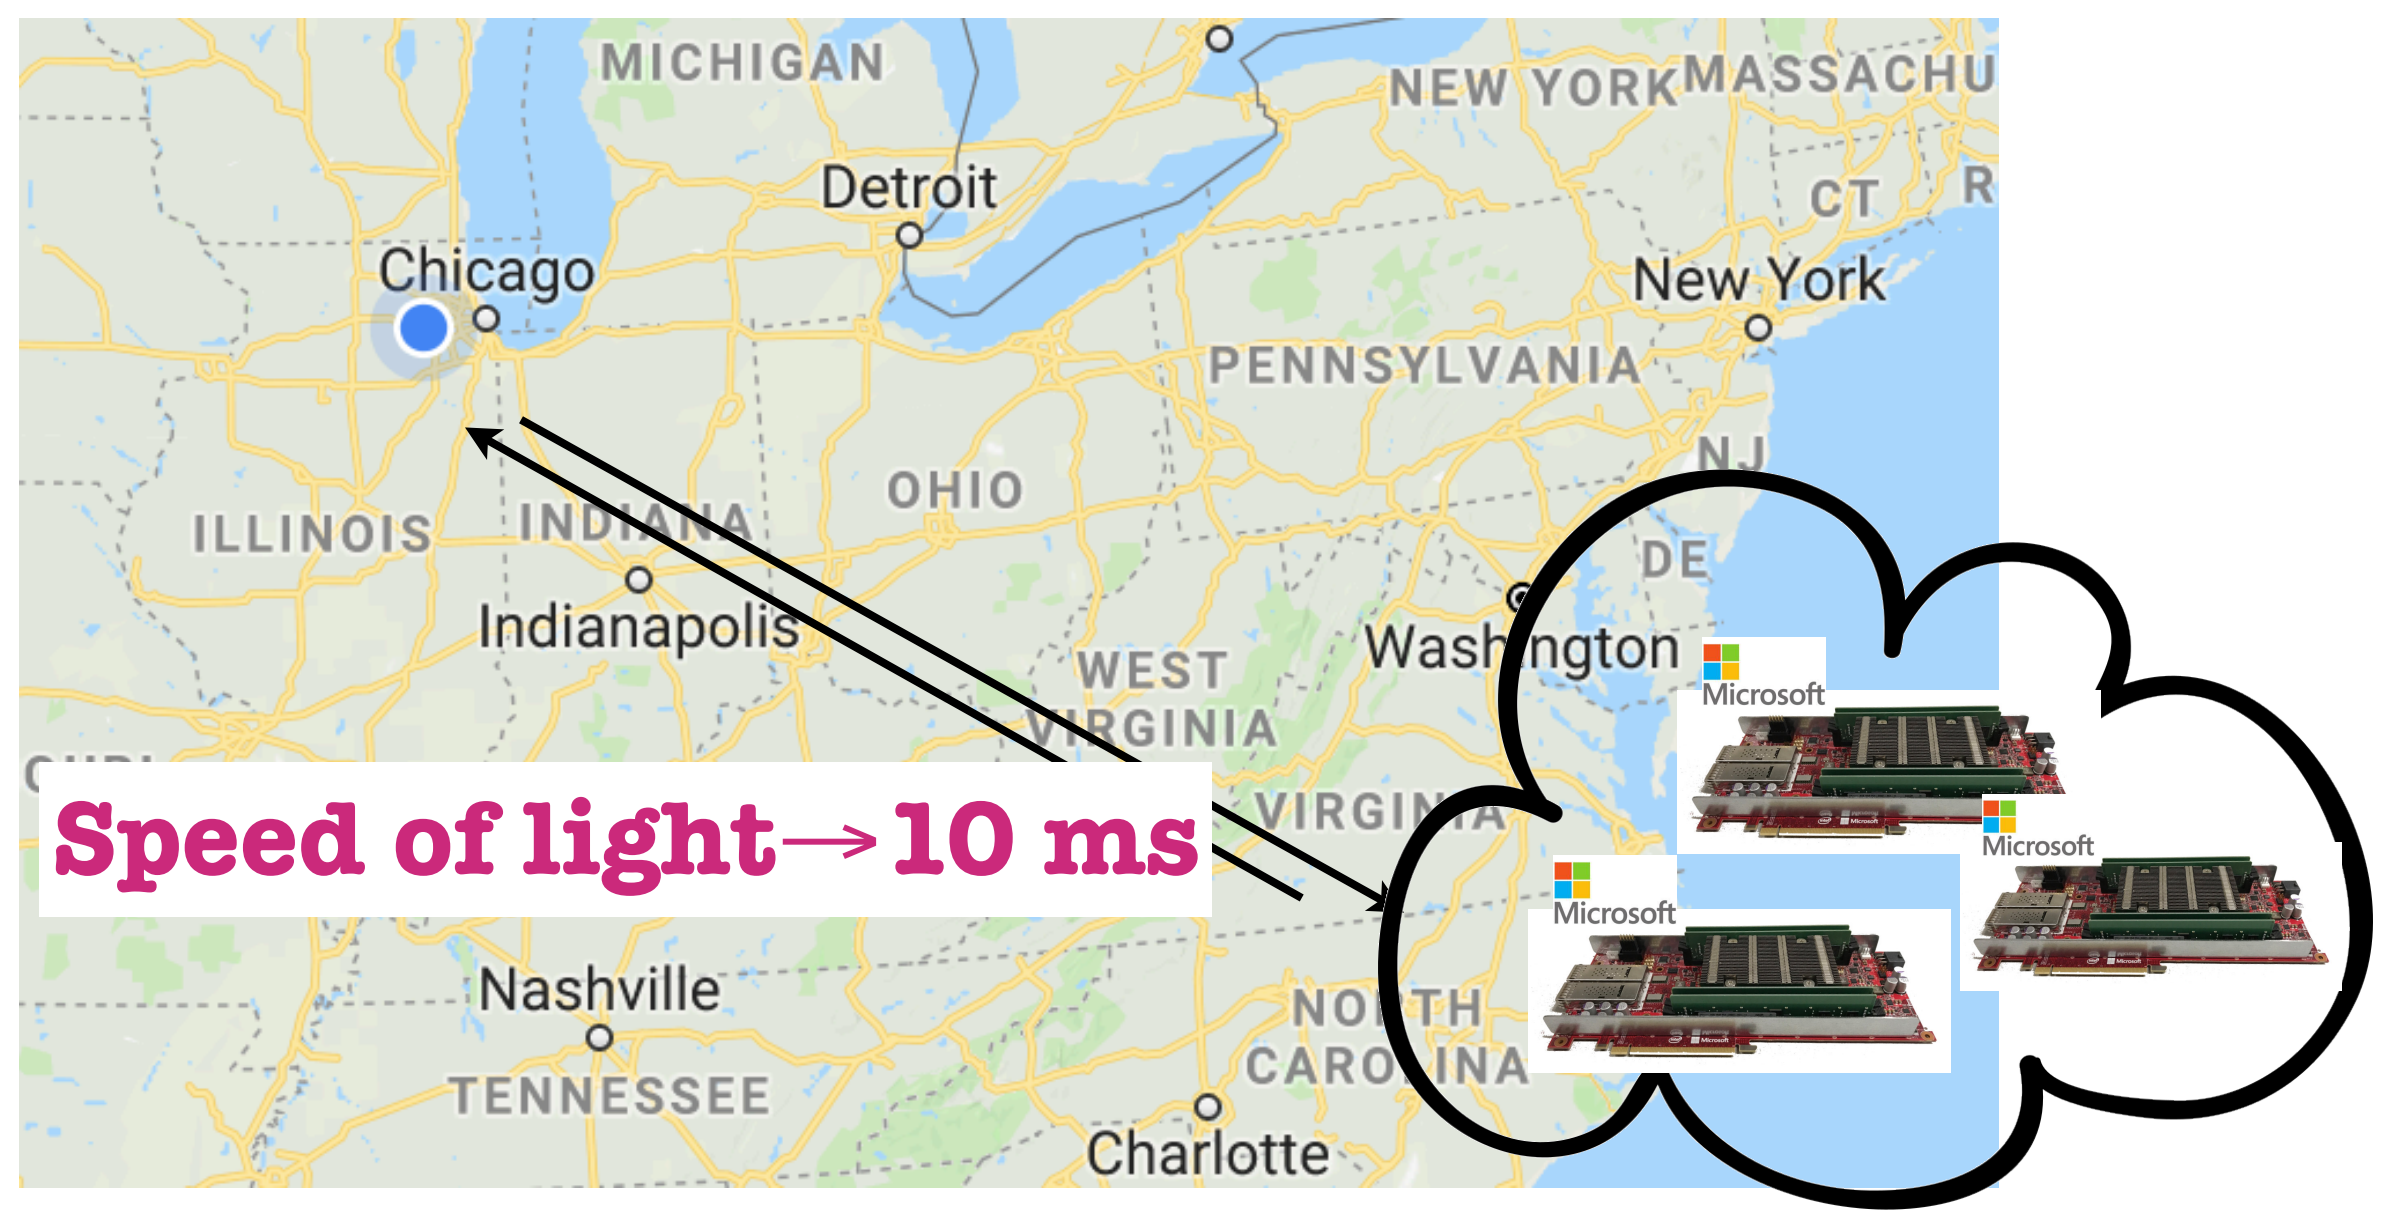 MICHIGAN
NEW YORK
MASSACHU
Detroit
CT
R
Chicago
New York
PENNSYLVANIA
NJ
OHIO
ILLINOIS
INDIANA
DE
Indianapolis
Washington
WEST
VIRGINIA
Microsoft
VIRGINIA
Speed of light→10 ms
Microsoft
Microsoft
Nashville
NORTH
CAROLINA
TENNESSEE
Charlotte